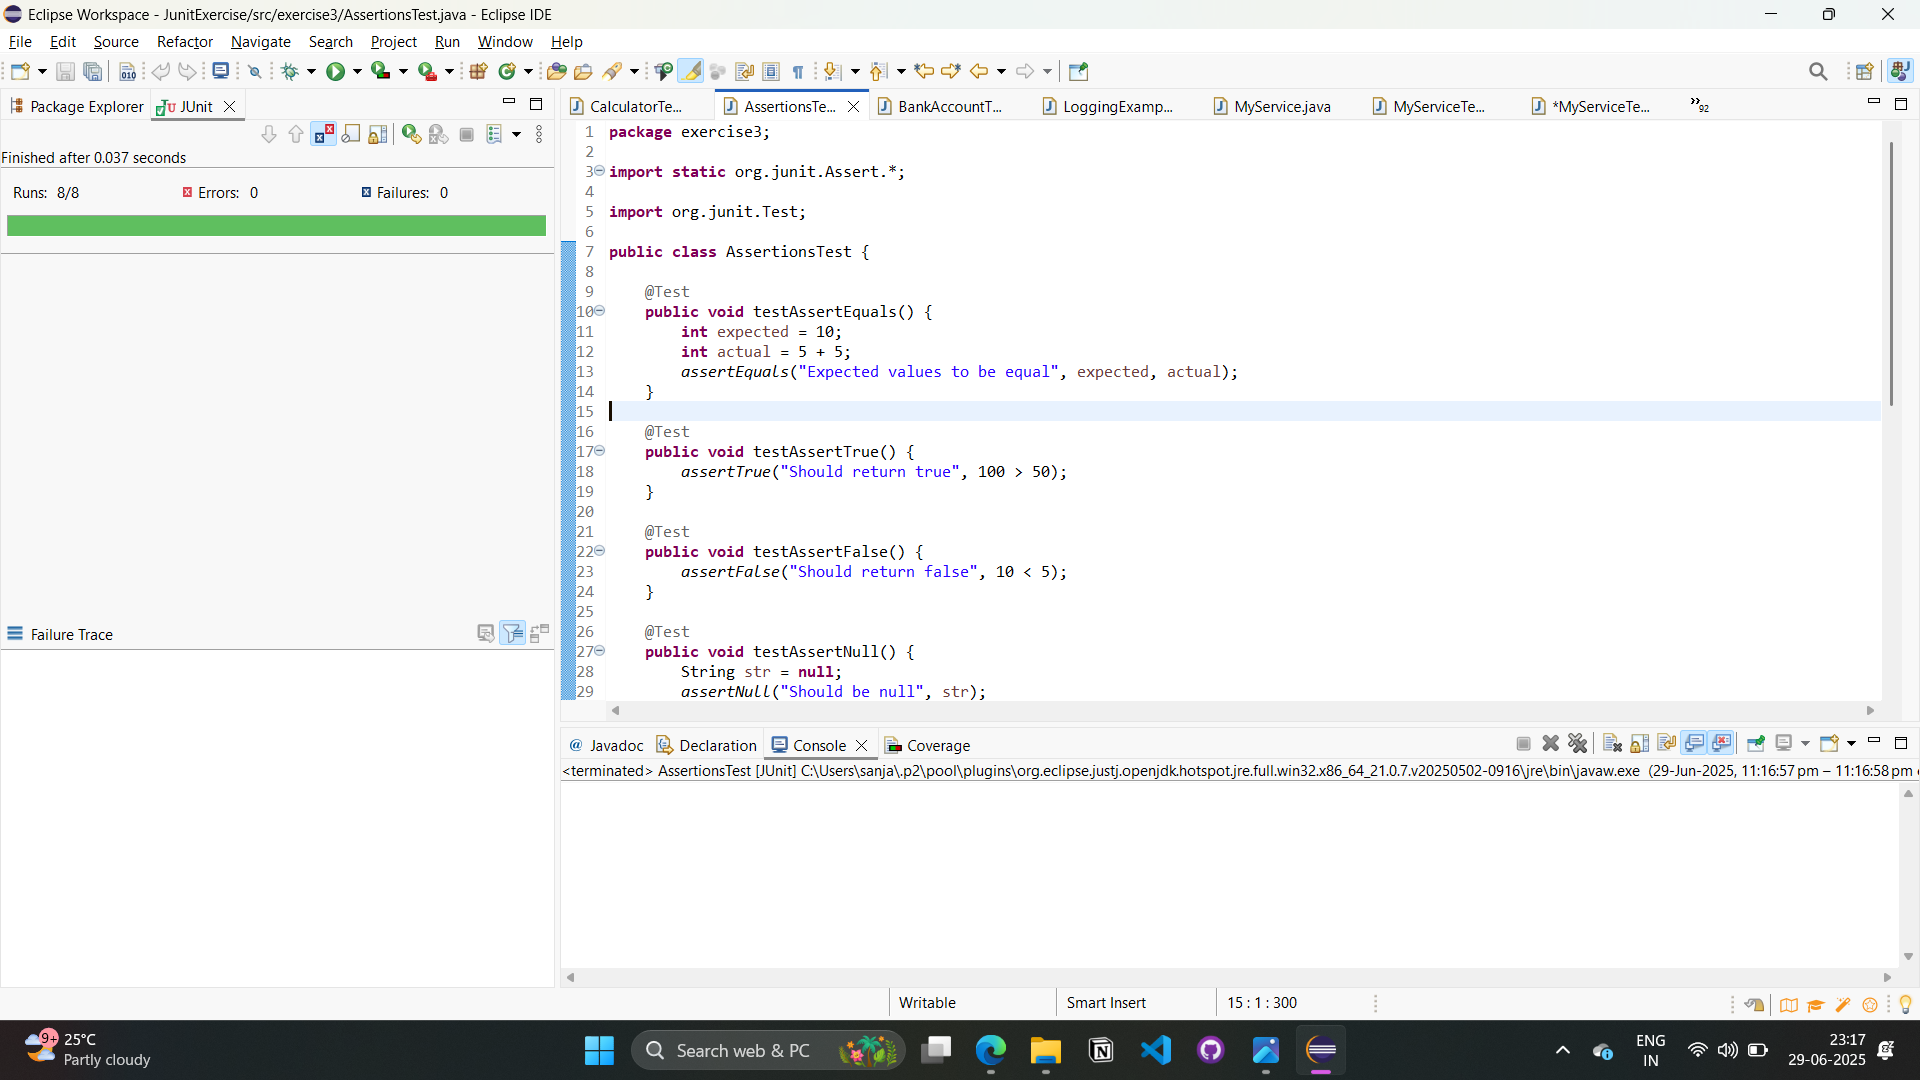 Eclipse Workspace - JunitExercise/src/exercise3/AssertionsTest.java - Eclipse IDE
File Edit Source Refactor Navigate Search Project Run Window Help
Package Explorer JUnit
Finished after 0.037 seconds
Runs: 8/8 Errors: 0 Failures: 0
Failure Trace
CalculatorTe... AssertionsTe... BankAccountT... LoggingExamp... MyService.java MyServiceTe... *MyServiceTe... »92
1 package exercise3;
2
3 import static org.junit.Assert.*;
4
5 import org.junit.Test;
6
7 public class AssertionsTest {
8
9 @Test
10 public void testAssertEquals() {
11 int expected = 10;
12 int actual = 5 + 5;
13 assertEquals("Expected values to be equal", expected, actual);
14 }
15
16 @Test
17 public void testAssertTrue() {
18 assertTrue("Should return true", 100 > 50);
19 }
20
21 @Test
22 public void testAssertFalse() {
23 assertFalse("Should return false", 10 < 5);
24 }
25
26 @Test
27 public void testAssertNull() {
28 String str = null;
29 assertNull("Should be null", str);
@ Javadoc Declaration Console Coverage
<terminated> AssertionsTest [JUnit] C:\Users\sanja\.p2\pool\plugins\org.eclipse.justj.openjdk.hotspot.jre.full.win32.x86_64_21.0.7.v20250502-0916\jre\bin\javaw.exe (29-Jun-2025, 11:16:57 pm – 11:16:58 pm
Writable Smart Insert 15 : 1 : 300
9+ 25°C
Partly cloudy
Search web & PC
ENG
IN
23:17
29-06-2025